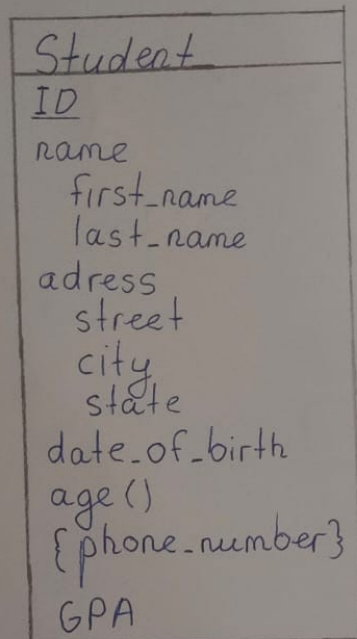 Student
ID
name
first_name
last_name
adress
street
city
state
date_of_birth
age()
{phone_number}
GPA